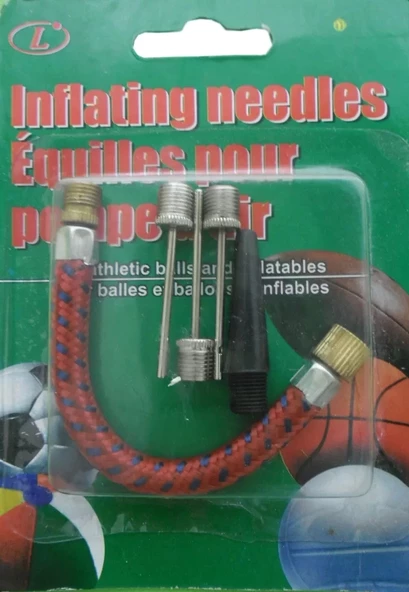 L
Inflating needles
Équilles pour
athletic balls and inflatables
balles et ballons inflables